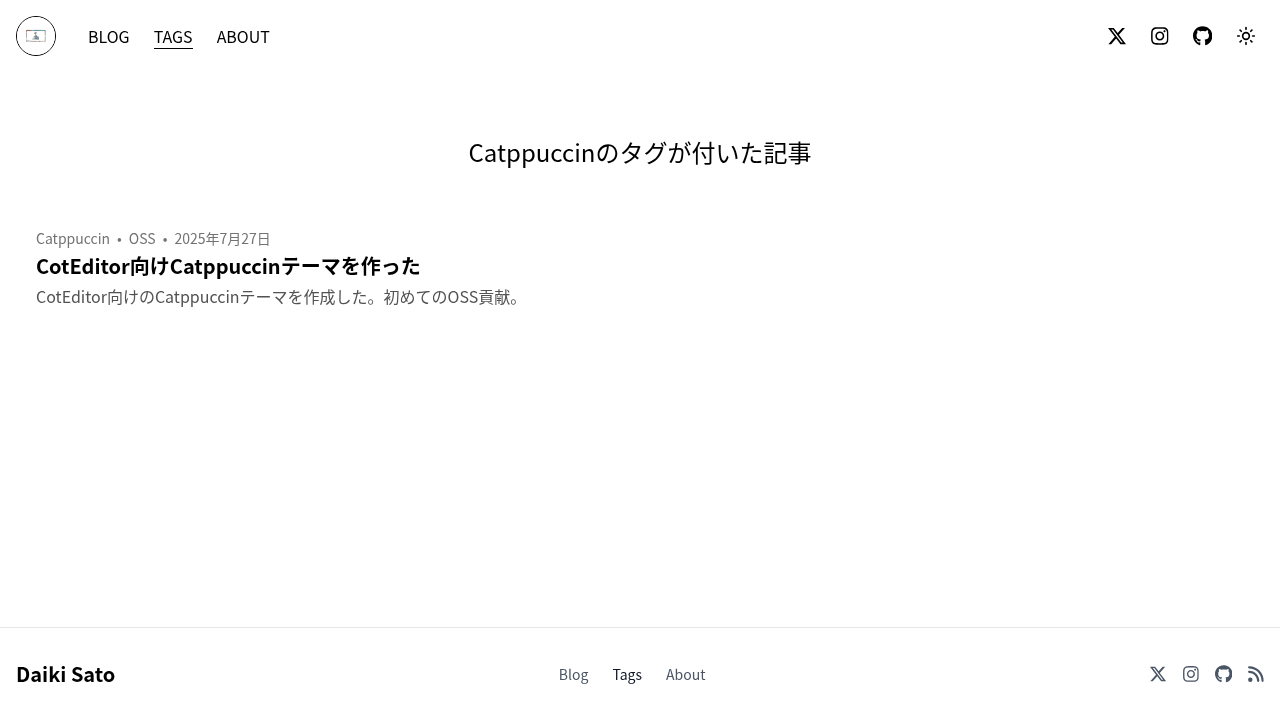 BLOG TAGS ABOUT
Catppuccinのタグが付いた記事
Catppuccin • OSS • 2025年7月27日
CotEditor向けCatppuccinテーマを作った
CotEditor向けのCatppuccinテーマを作成した。初めてのOSS貢献。
Daiki Sato
Blog Tags About